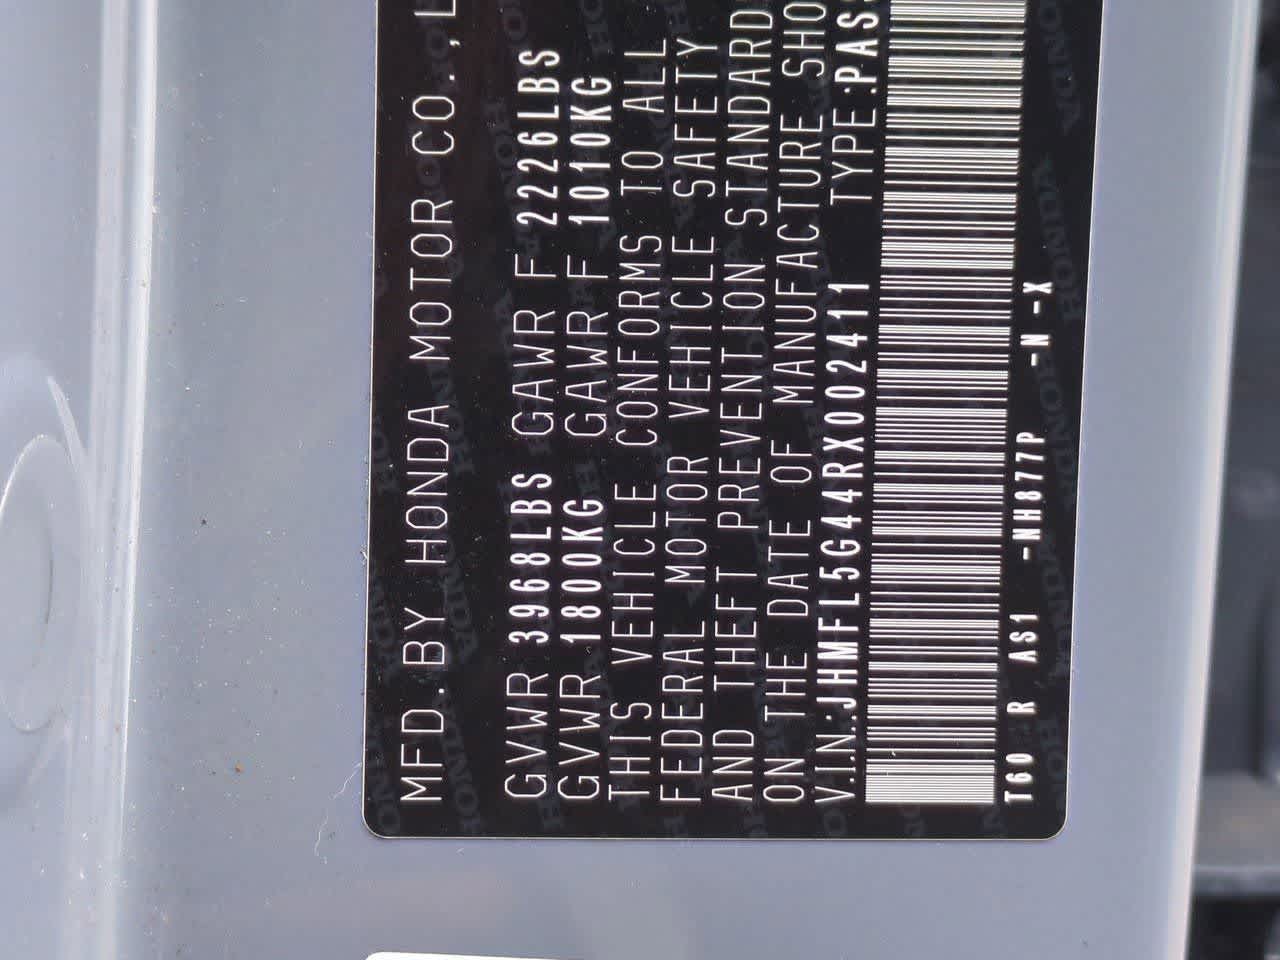 MFD. BY HONDA MOTOR CO.,
GVWR 3968LBS GAWR F 2226LBS
GVWR 1800KG GAWR F 1010KG
THIS VEHICLE CONFORMS TO ALL
FEDERAL MOTOR VEHICLE SAFETY
AND THEFT PREVENTION STANDARD
ON THE DATE OF MANUFACTURE SHO
V.I.N.:JHMFL5G44RX002411 TYPE:PASS
T60 R AS1 -NH877P -N -X